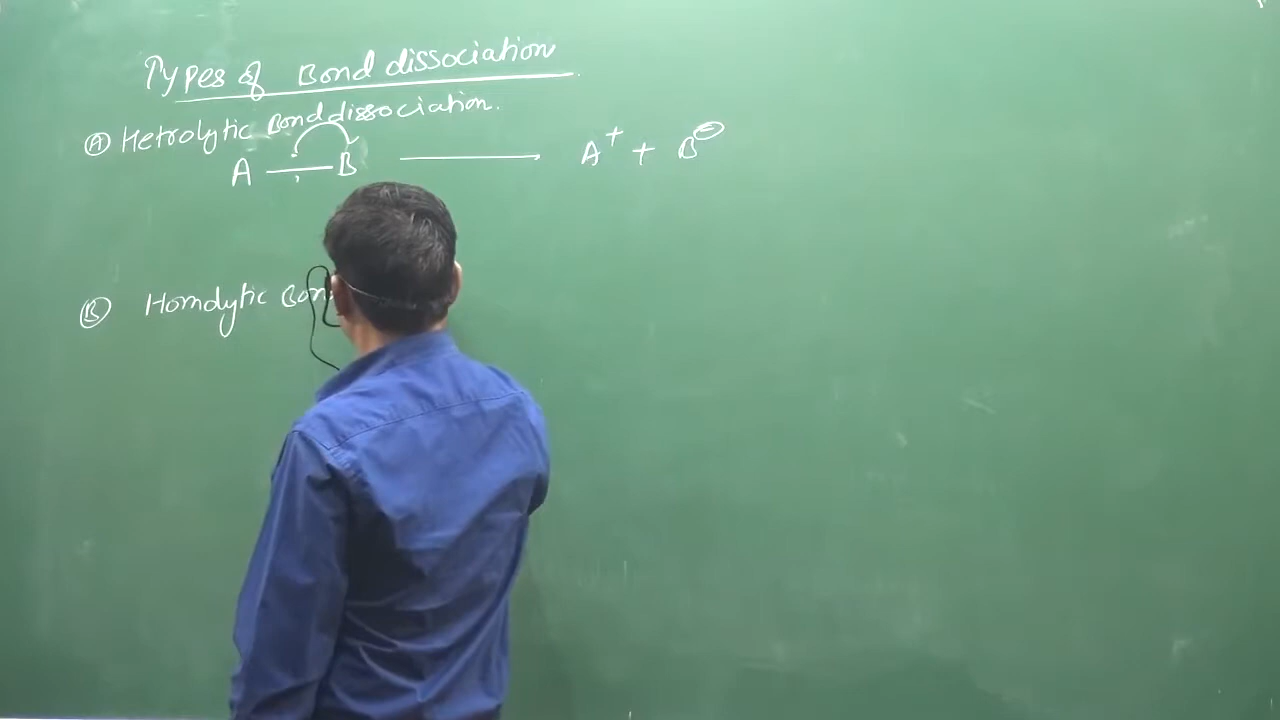 Types of Bond dissociation
Ⓐ Hetrolytic Bond dissociation.
A — B ⟶ A⁺ + B⊖
Ⓑ Homolytic Bon